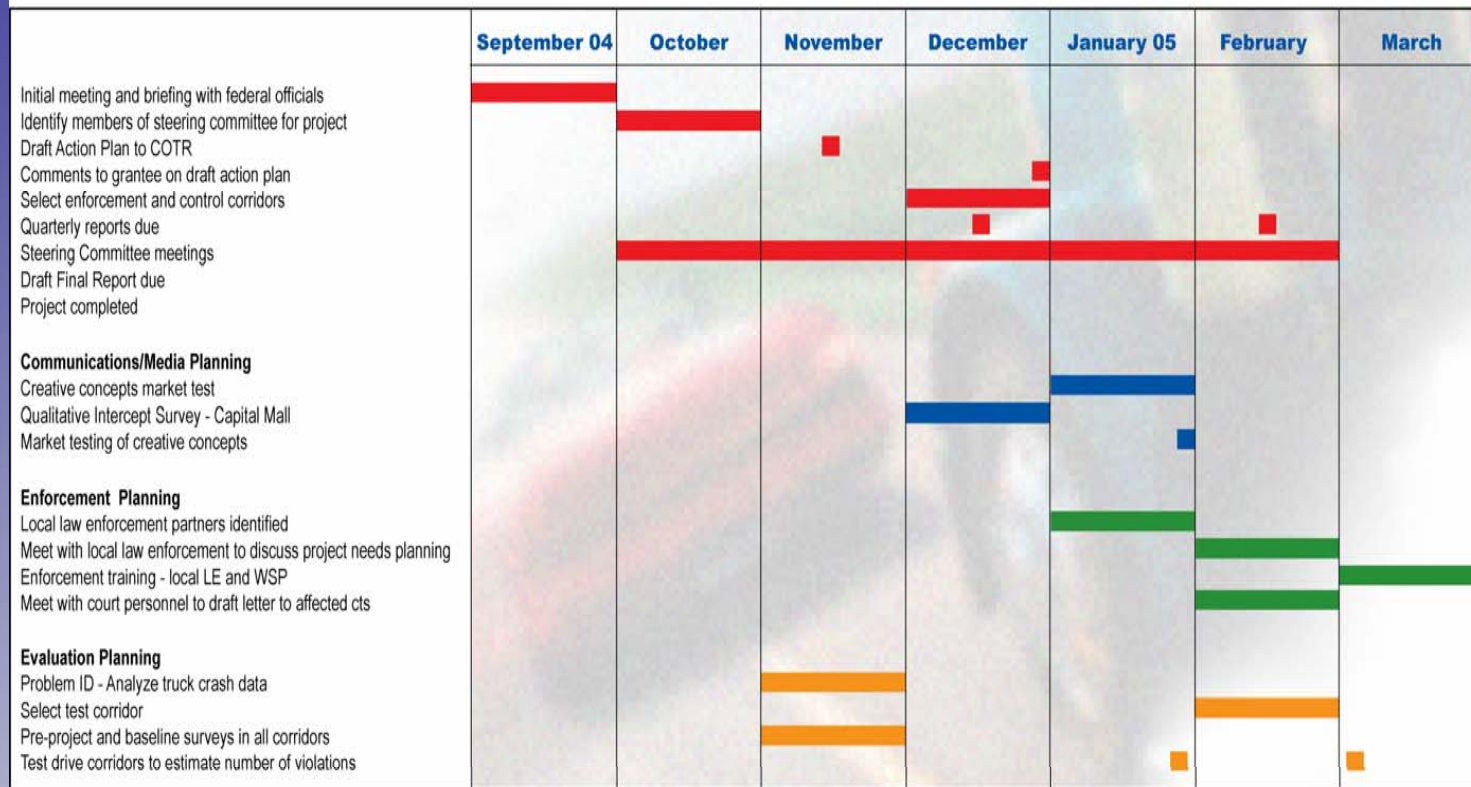 September 04 October November December January 05 February March
Initial meeting and briefing with federal officials
Identify members of steering committee for project
Draft Action Plan to COTR
Comments to grantee on draft action plan
Select enforcement and control corridors
Quarterly reports due
Steering Committee meetings
Draft Final Report due
Project completed
Communications/Media Planning
Creative concepts market test
Qualitative Intercept Survey - Capital Mall
Market testing of creative concepts
Enforcement Planning
Local law enforcement partners identified
Meet with local law enforcement to discuss project needs planning
Enforcement training - local LE and WSP
Meet with court personnel to draft letter to affected cts
Evaluation Planning
Problem ID - Analyze truck crash data
Select test corridor
Pre-project and baseline surveys in all corridors
Test drive corridors to estimate number of violations